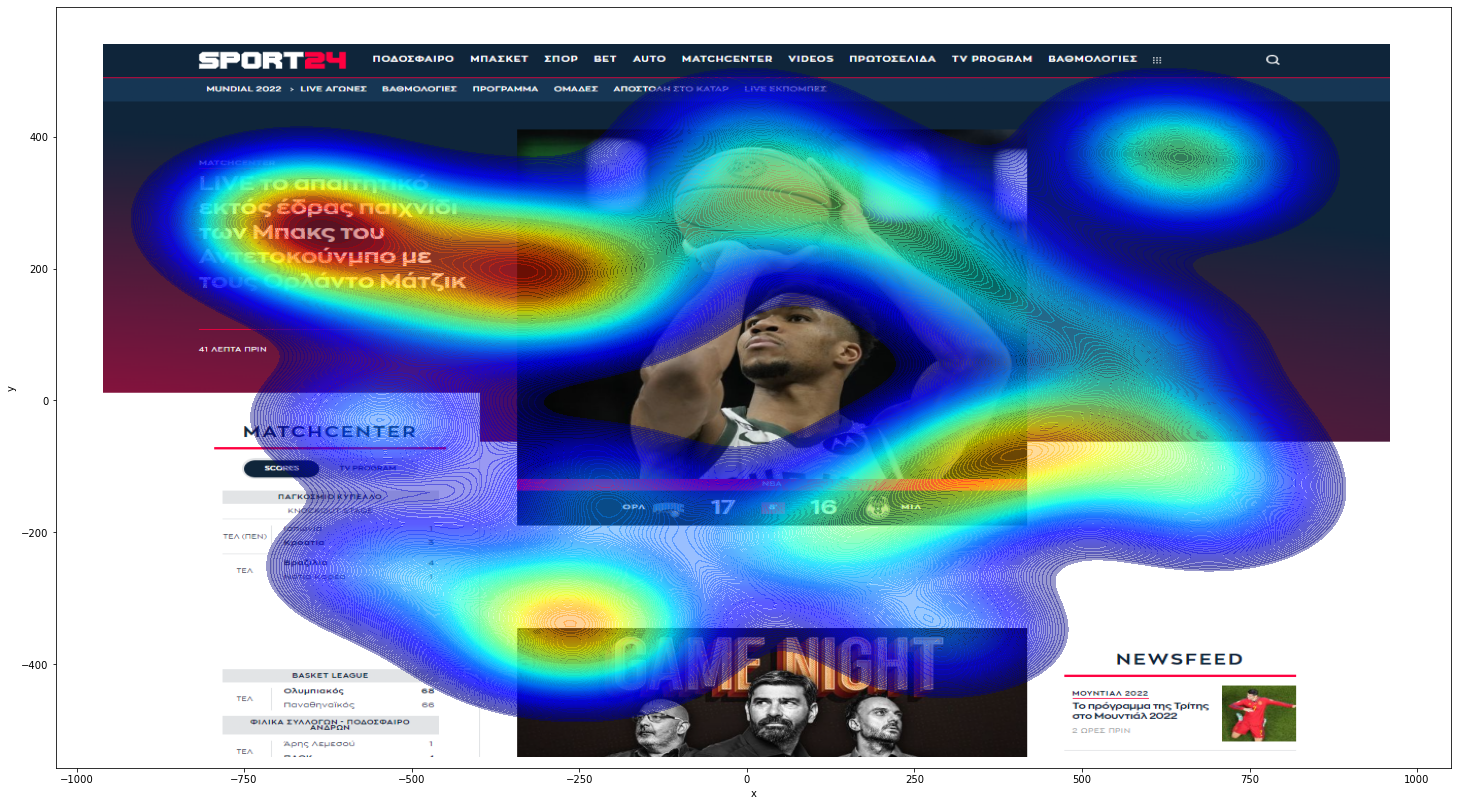 SPORT24 ΠΟΔΟΣΦΑΙΡΟ ΜΠΑΣΚΕΤ ΣΠΟΡ BET AUTO MATCHCENTER VIDEOS ΠΡΩΤΟΣΕΛΙΔΑ TV PROGRAM ΒΑΘΜΟΛΟΓΙΕΣ
MUNDIAL 2022 > LIVE ΑΓΩΝΕΣ ΒΑΘΜΟΛΟΓΙΕΣ ΠΡΟΓΡΑΜΜΑ ΟΜΑΔΕΣ ΑΠΟΣΤΟΛΗ ΣΤΟ ΚΑΤΑΡ LIVE ΕΚΠΟΜΠΕΣ
MATCHCENTER
LIVE το απαιτητικό
εκτός έδρας παιχνίδι
των Μπακς του
Αντετοκούνμπο με
τους Ορλάντο Μάτζικ
41 ΛΕΠΤΑ ΠΡΙΝ
MATCHCENTER
SCORES TV PROGRAM
ΠΑΓΚΟΣΜΙΟ ΚΥΠΕΛΛΟ
KNOCKOUT STAGE
ΤΕΛ (ΠΕΝ)
Ιαπωνία 1
Κροατία 3
ΤΕΛ
Βραζιλία 4
Νότια Κορέα 1
NBA
ΟΡΛ 17 16 ΜΙΛ
BASKET LEAGUE
ΤΕΛ
Ολυμπιακός 68
Παναθηναϊκός 66
ΦΙΛΙΚΑ ΣΥΛΛΟΓΩΝ - ΠΟΔΟΣΦΑΙΡΟ
ΑΝΔΡΩΝ
ΤΕΛ
Άρης Λεμεσού 1
GAME NIGHT
NEWSFEED
ΜΟΥΝΤΙΑΛ 2022
Το πρόγραμμα της Τρίτης
στο Μουντιάλ 2022
2 ΩΡΕΣ ΠΡΙΝ
y
400
200
0
−200
−400
−1000 −750 −500 −250 0 250 500 750 1000
x